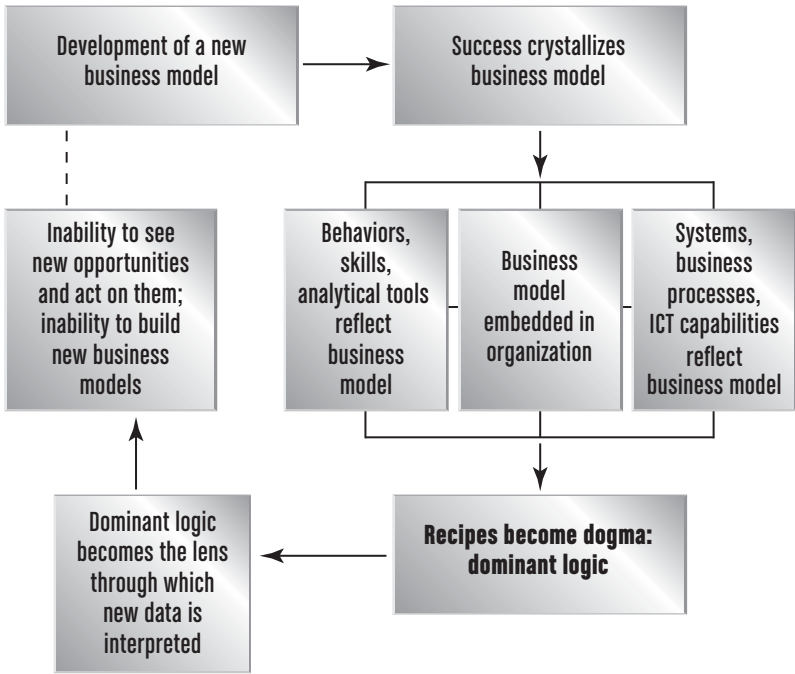 Development of a new
business model
Success crystallizes
business model
Behaviors,
skills,
analytical tools
reflect
business
model
Business
model
embedded in
organization
Systems,
business
processes,
ICT capabilities
reflect
business model
Recipes become dogma:
dominant logic
Dominant logic
becomes the lens
through which
new data is
interpreted
Inability to see
new opportunities
and act on them;
inability to build
new business
models